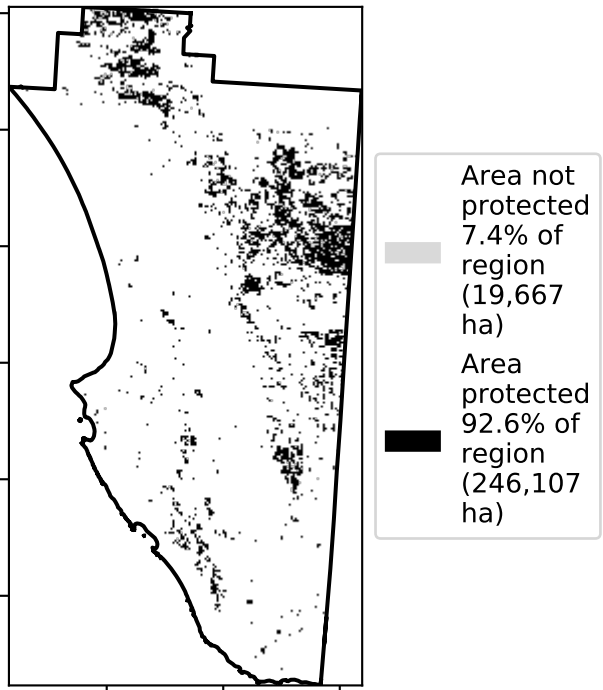 Area not
protected
7.4% of
region
(19,667
ha)
Area
protected
92.6% of
region
(246,107
ha)